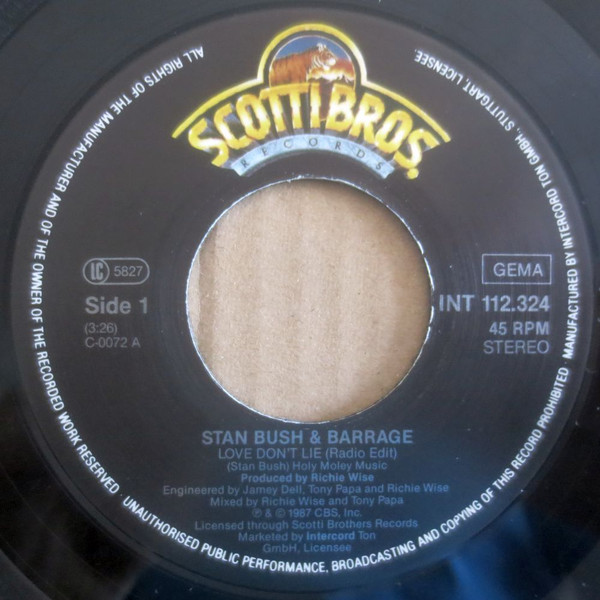 SCOTTI BROS.
RECORDS
LC 5827
Side 1
(3:26)
C-0072 A
GEMA
INT 112.324
45 RPM
STEREO
STAN BUSH & BARRAGE
LOVE DON'T LIE (Radio Edit)
(Stan Bush) Holy Moley Music
Produced by Richie Wise
Engineered by Jamey Dell, Tony Papa and Richie Wise
Mixed by Richie Wise and Tony Papa
℗ & © 1987 CBS, Inc.
Licensed through Scotti Brothers Records
Marketed by Intercord Ton
GmbH, Licensee
ALL RIGHTS OF THE MANUFACTURER AND OF THE OWNER OF THE RECORDED WORK RESERVED · UNAUTHORISED PUBLIC PERFORMANCE, BROADCASTING AND COPYING OF THIS RECORD PROHIBITED · MANUFACTURED BY INTERCORD TON GMBH, STUTTGART, LICENSEE.